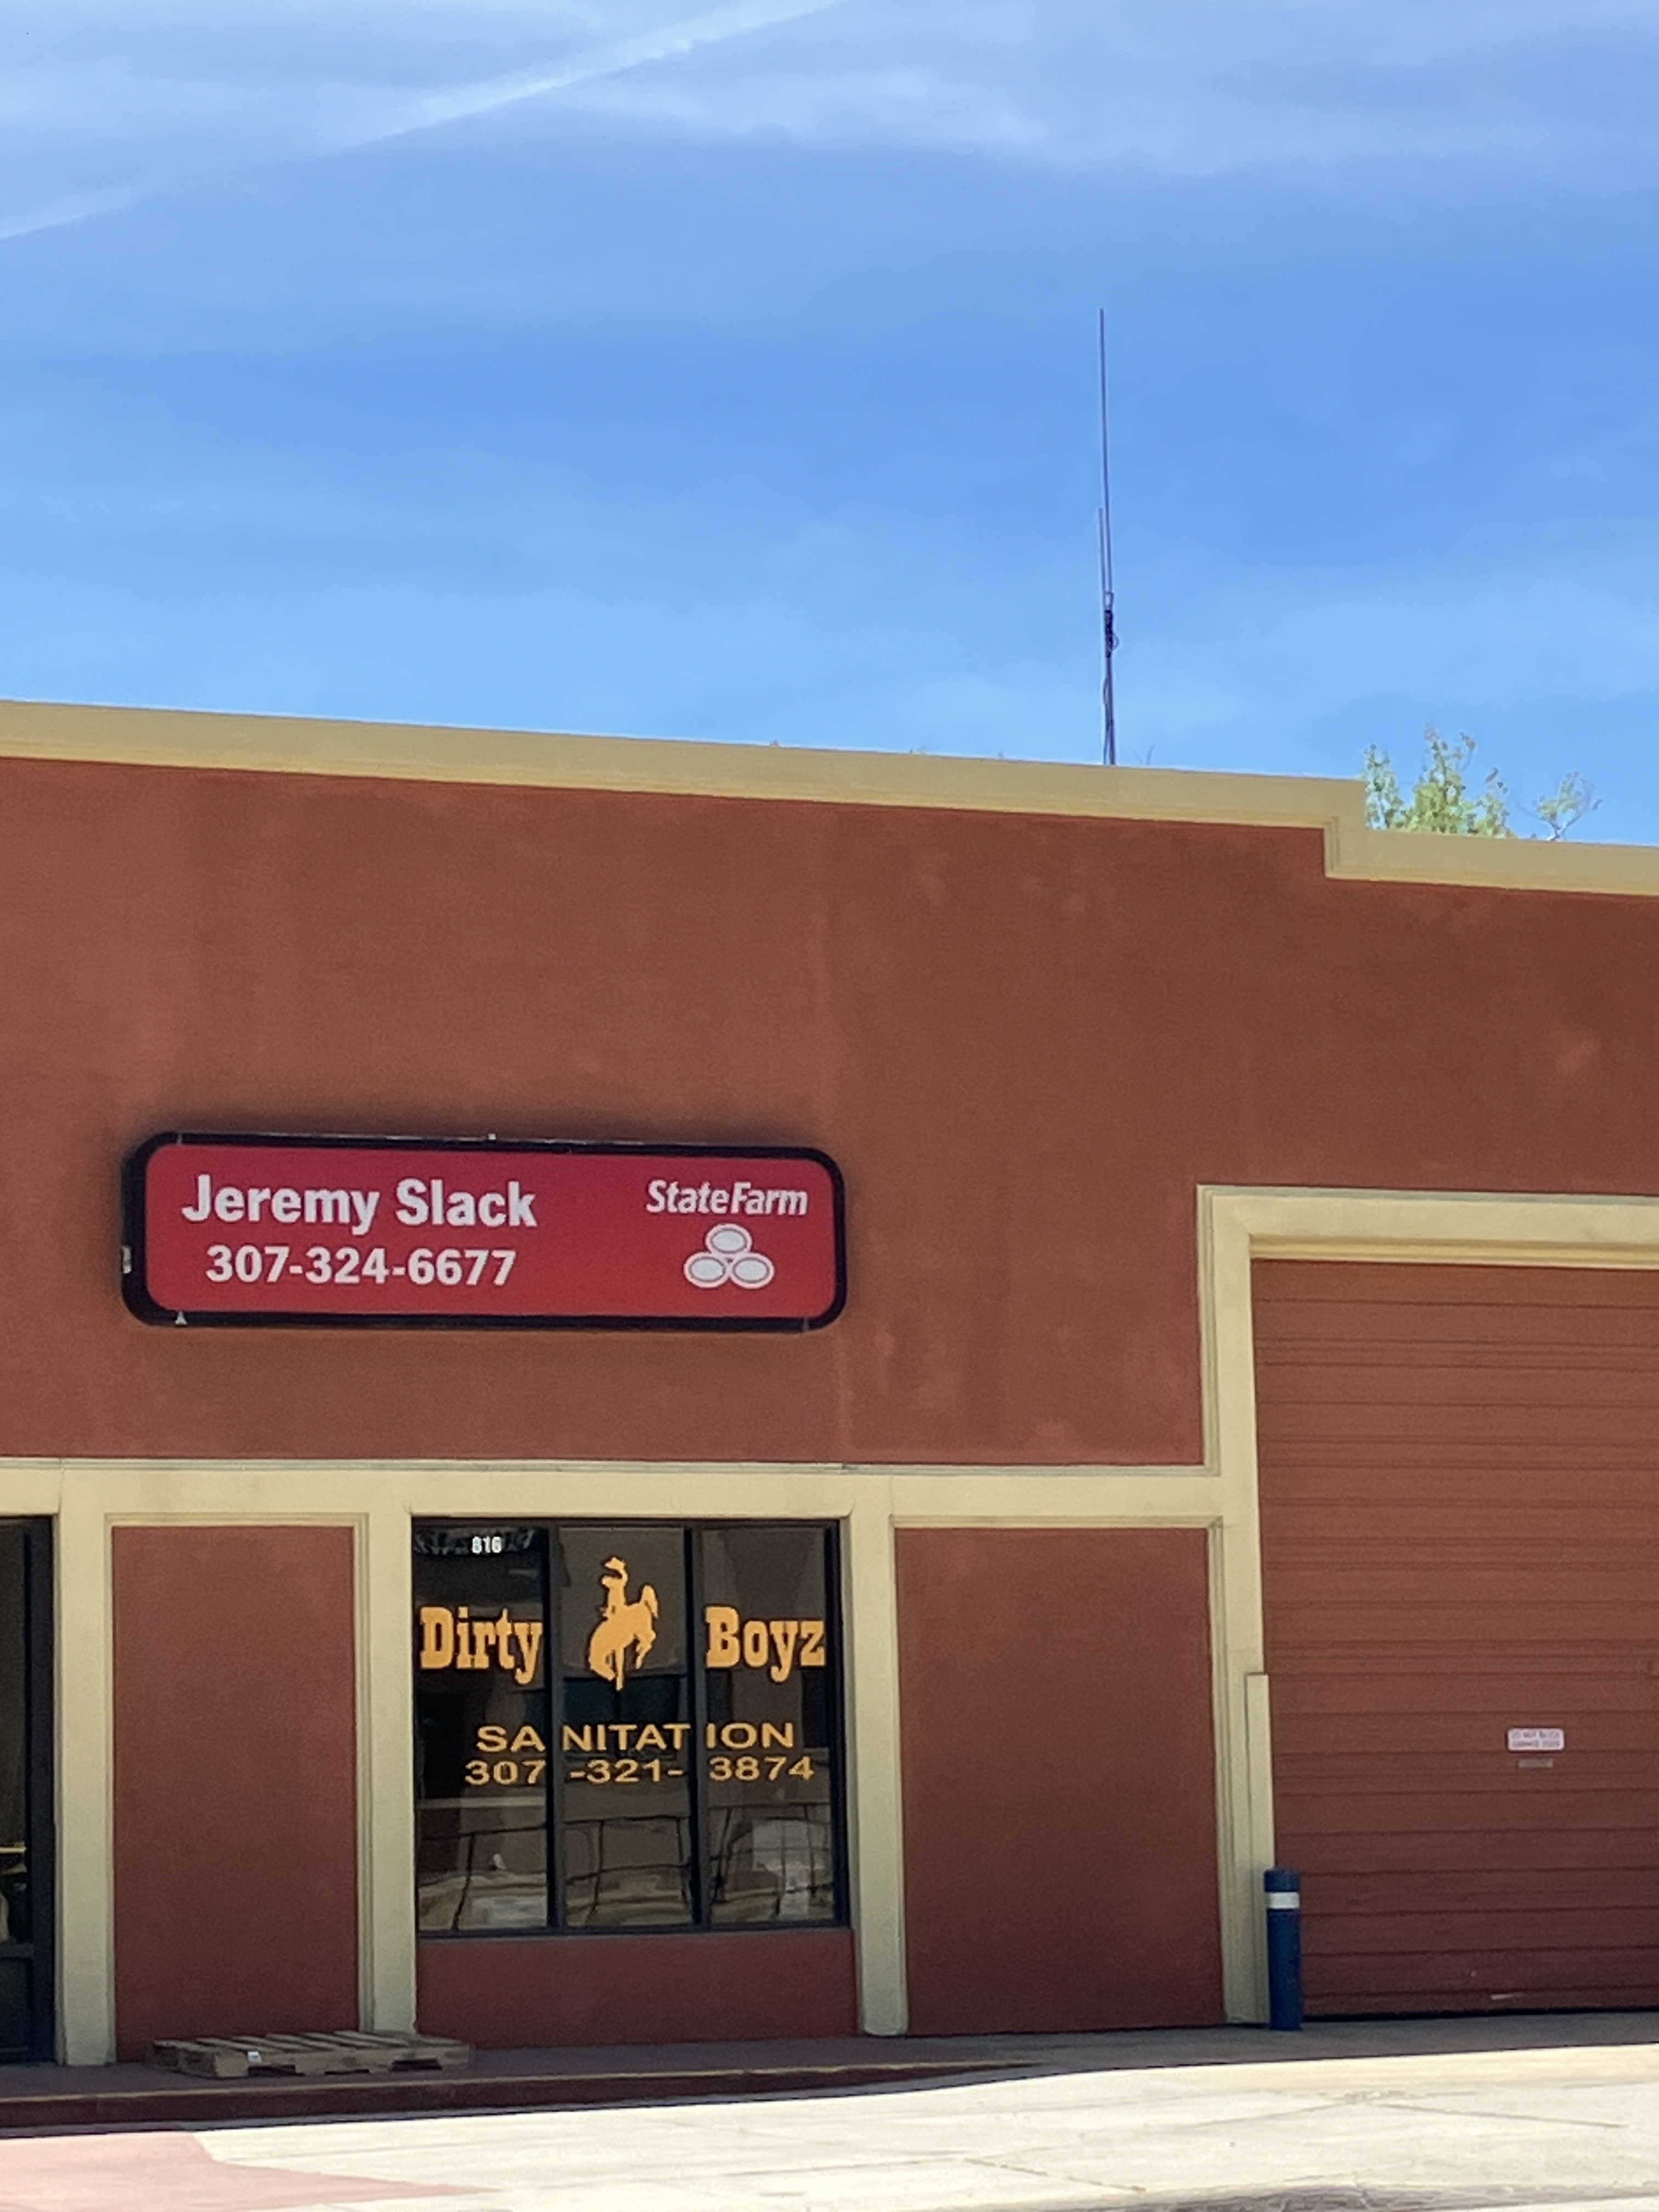 Jeremy Slack
307-324-6677
StateFarm
816
Dirty Boyz
SANITATION
307-321-3874